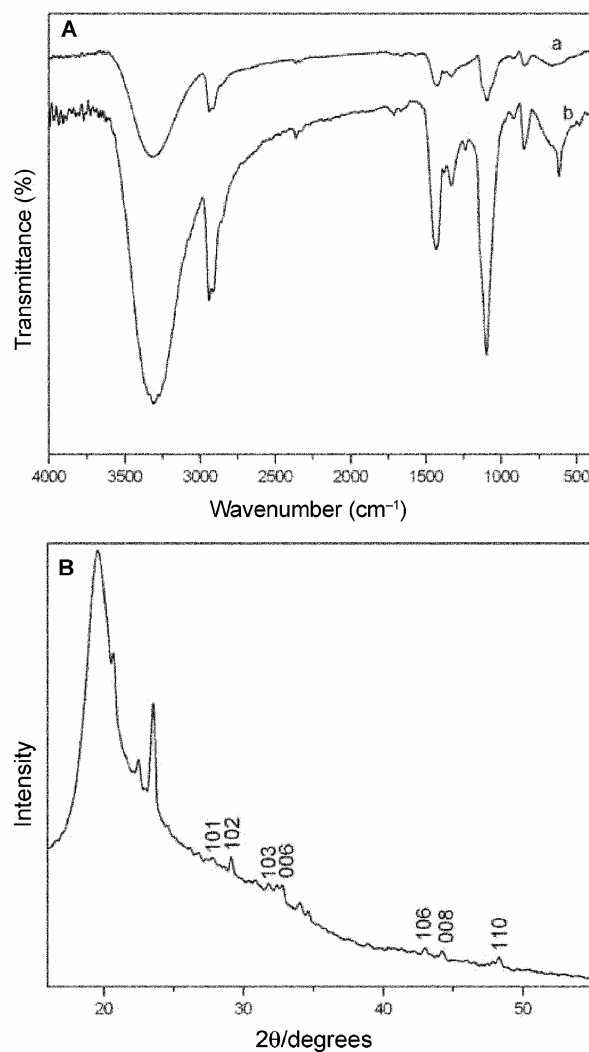 A
a
b
Transmittance (%)
4000 3500 3000 2500 2000 1500 1000 500
Wavenumber (cm⁻¹)
B
Intensity
101
102
103
006
106
008
110
20 30 40 50
2θ/degrees